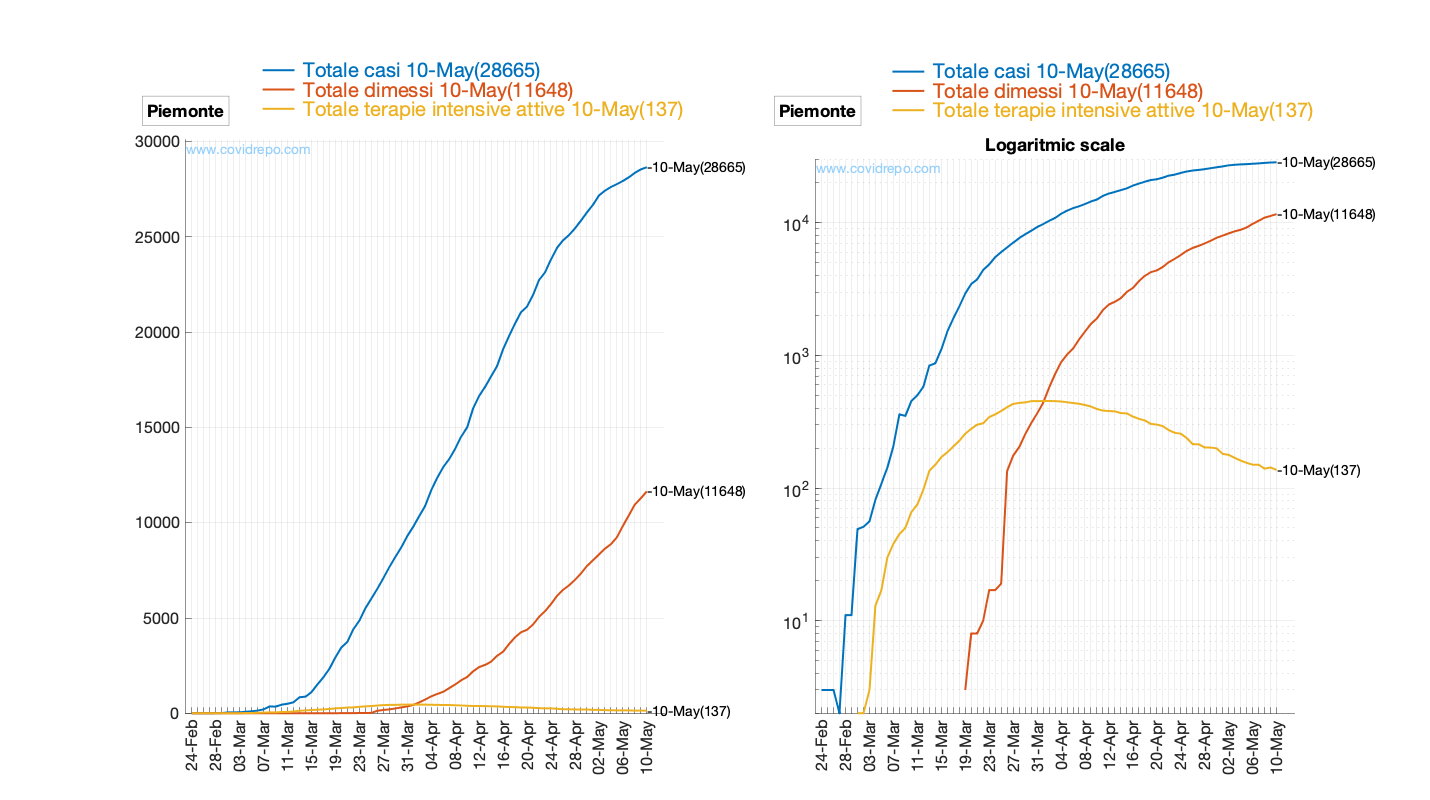 Totale casi 10-May(28665)
Totale dimessi 10-May(11648)
Totale terapie intensive attive 10-May(137)
Piemonte
www.covidrepo.com
30000
25000
20000
15000
10000
5000
0
-10-May(28665)
-10-May(11648)
-10-May(137)
24-Feb
28-Feb
03-Mar
07-Mar
11-Mar
15-Mar
19-Mar
23-Mar
27-Mar
31-Mar
04-Apr
08-Apr
12-Apr
16-Apr
20-Apr
24-Apr
28-Apr
02-May
06-May
10-May
Totale casi 10-May(28665)
Totale dimessi 10-May(11648)
Totale terapie intensive attive 10-May(137)
Piemonte
Logaritmic scale
www.covidrepo.com
10^4
10^3
10^2
10^1
-10-May(28665)
-10-May(11648)
-10-May(137)
24-Feb
28-Feb
03-Mar
07-Mar
11-Mar
15-Mar
19-Mar
23-Mar
27-Mar
31-Mar
04-Apr
08-Apr
12-Apr
16-Apr
20-Apr
24-Apr
28-Apr
02-May
06-May
10-May